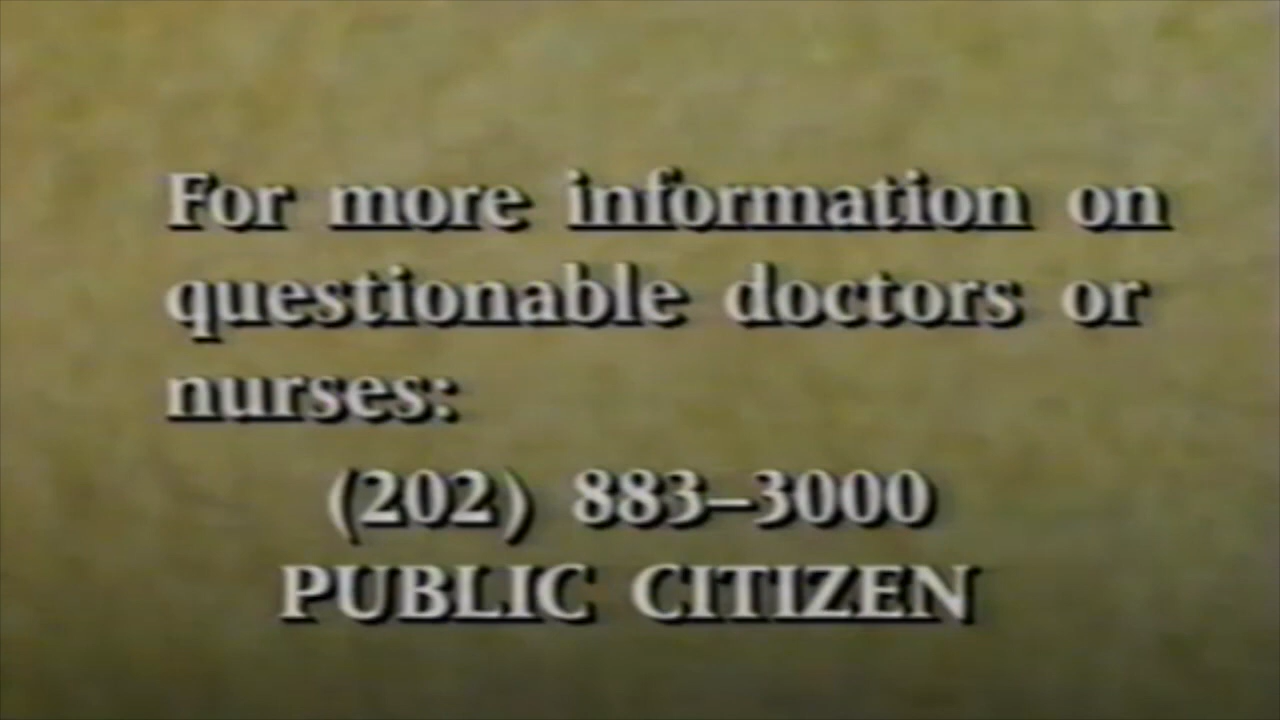 For more information on
questionable doctors or
nurses:
(202) 883–3000
PUBLIC CITIZEN